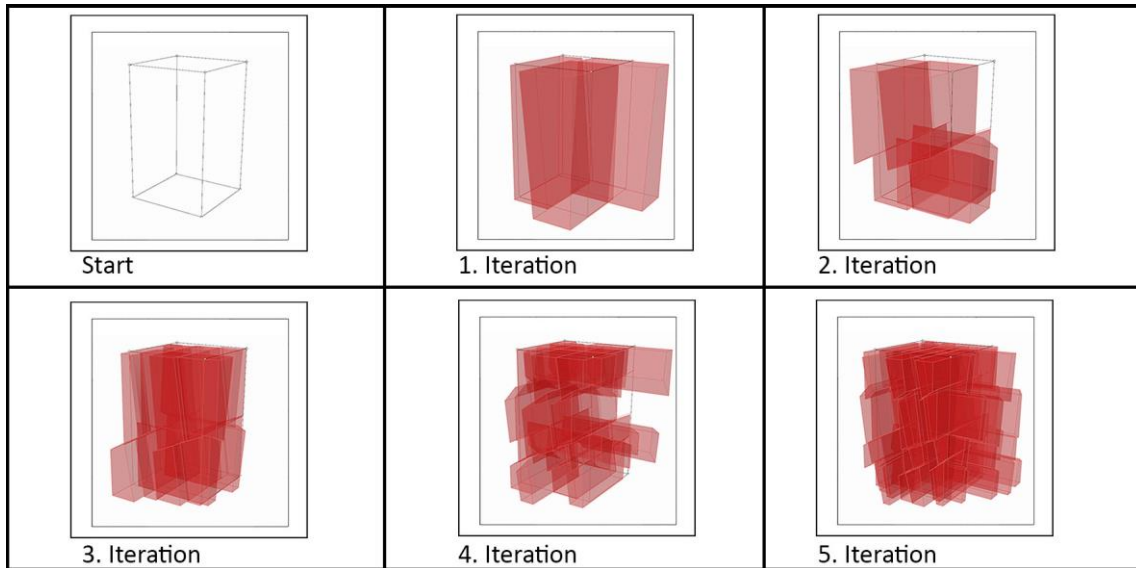 Start
1. Iteration
2. Iteration
3. Iteration
4. Iteration
5. Iteration